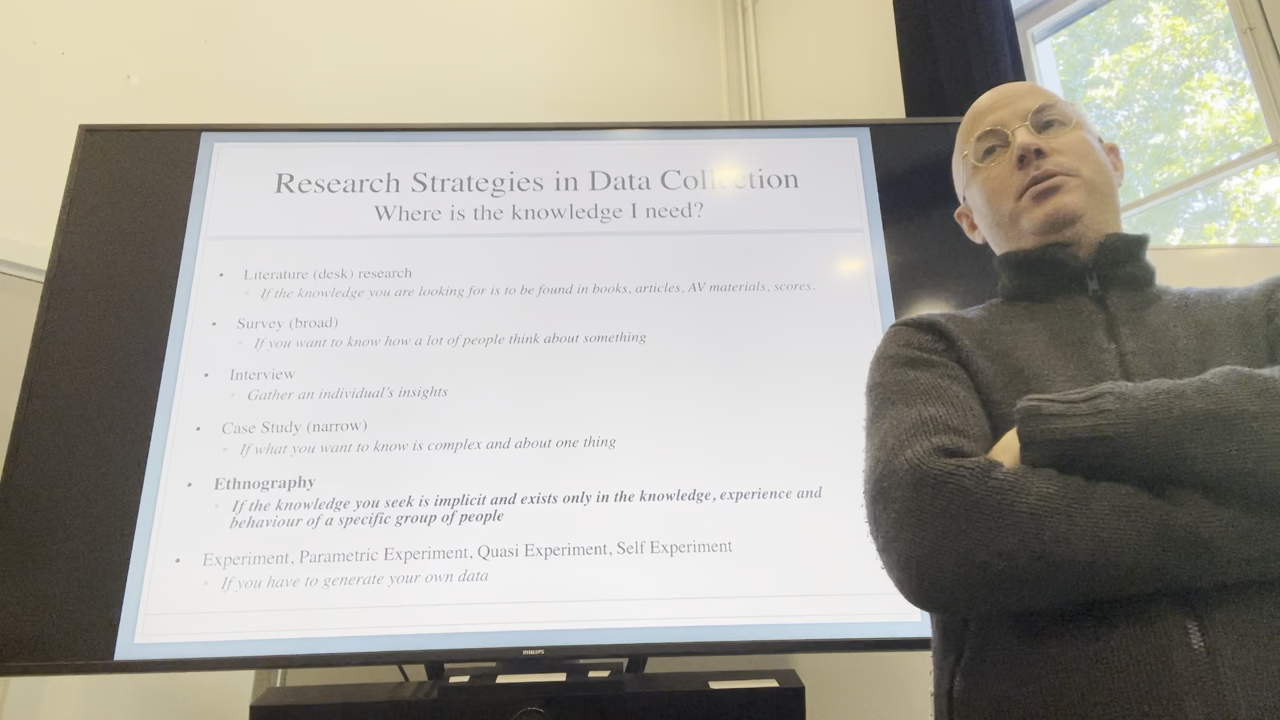 Research Strategies in Data Collection
Where is the knowledge I need?
• Literature (desk) research
◦ If the knowledge you are looking for is to be found in books, articles, AV materials, scores.
• Survey (broad)
◦ If you want to know how a lot of people think about something
• Interview
◦ Gather an individual's insights
• Case Study (narrow)
◦ If what you want to know is complex and about one thing
• Ethnography
◦ If the knowledge you seek is implicit and exists only in the knowledge, experience and
behaviour of a specific group of people
• Experiment, Parametric Experiment, Quasi Experiment, Self Experiment
◦ If you have to generate your own data
PHILIPS